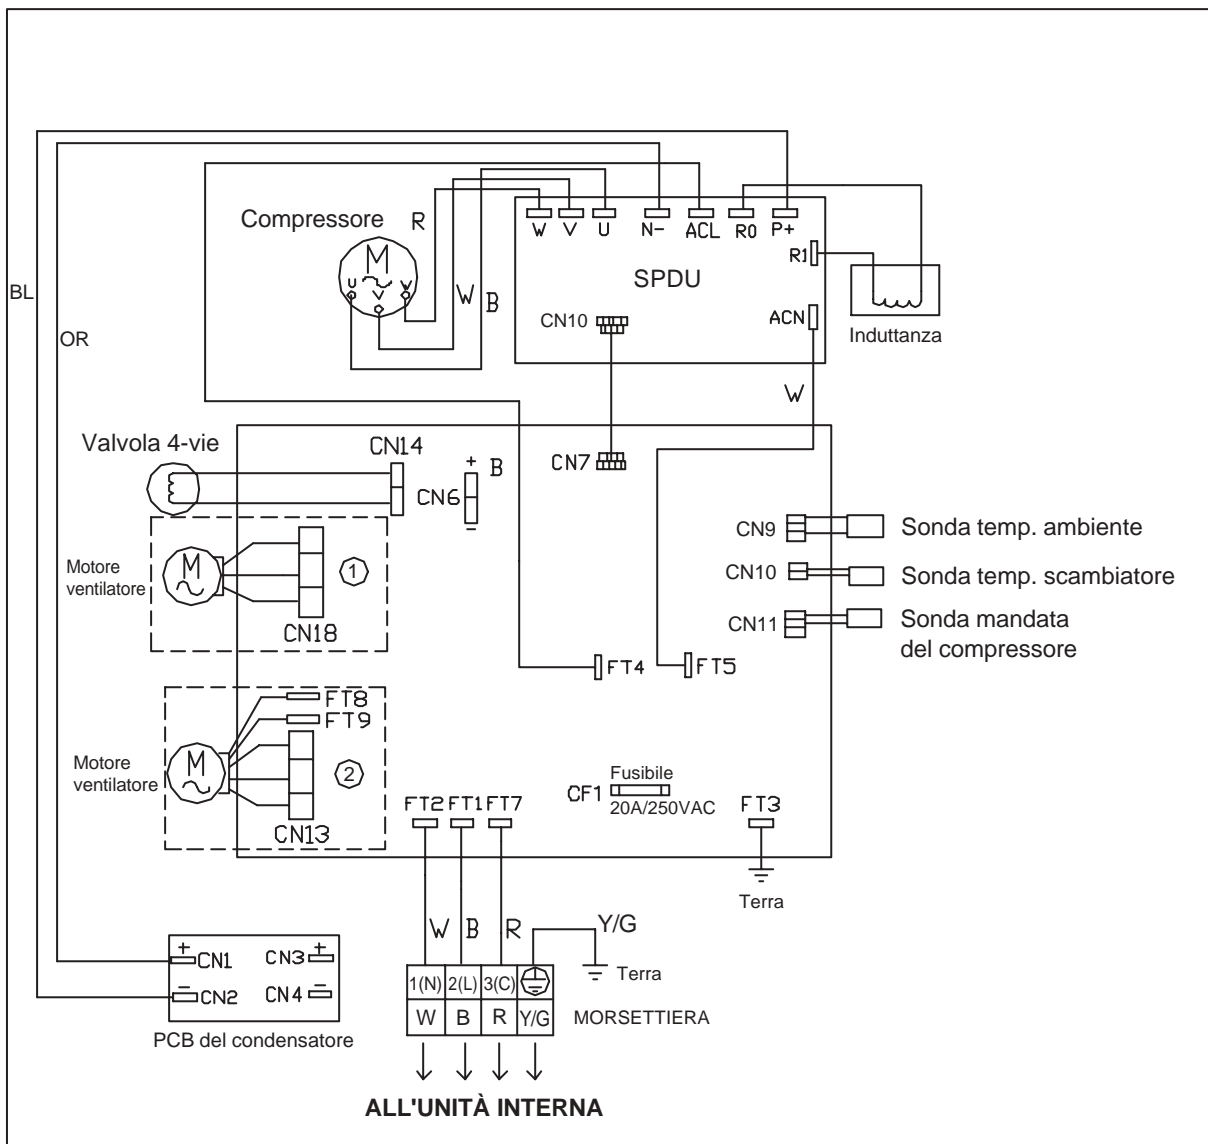 Compressore
R
M
U
V
W
W
B
BL
OR
W
V
U
N-
ACL
R0
P+
R1
SPDU
CN10
ACN
Induttanza
W
Valvola 4-vie
CN14
CN6
+
B
-
CN7
CN9
Sonda temp. ambiente
CN10
Sonda temp. scambiatore
CN11
Sonda mandata
del compressore
Motore
ventilatore
M
1
CN18
FT4
FT5
FT8
FT9
Motore
ventilatore
M
2
CN13
CF1
Fusibile
20A/250VAC
FT2
FT1
FT7
FT3
Terra
W
B
R
Y/G
Terra
+
CN1
CN3
+
-
CN2
CN4
-
PCB del condensatore
1(N)
2(L)
3(C)
W
B
R
Y/G
MORSETTIERA
ALL'UNITÀ INTERNA